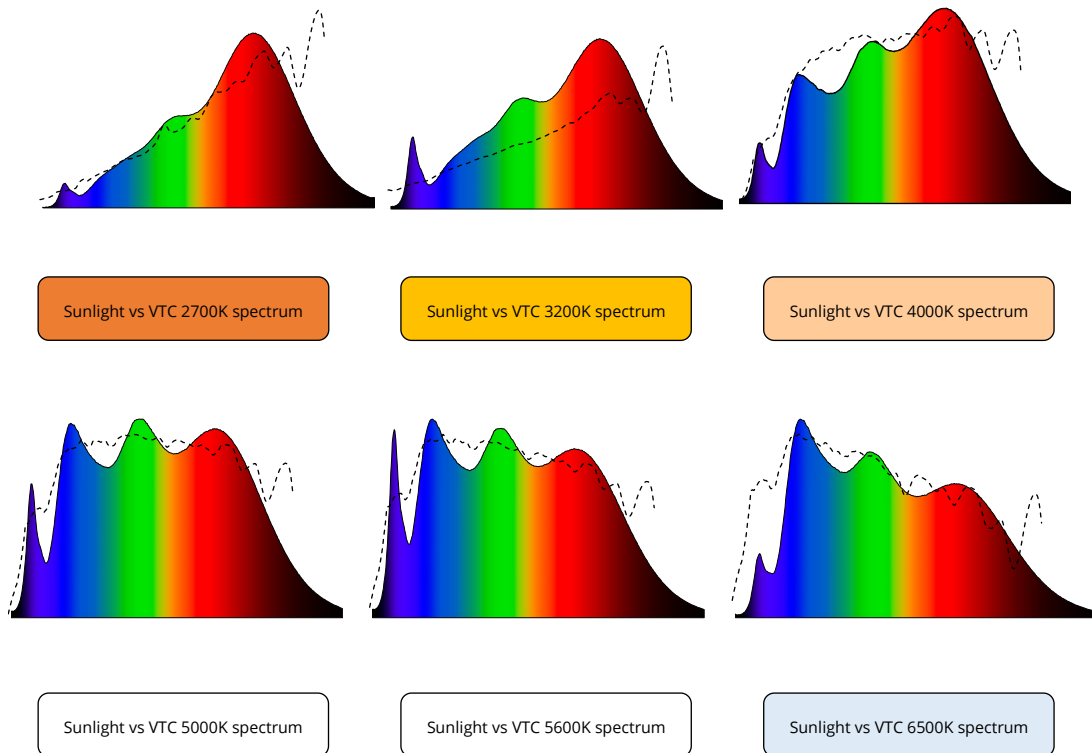 Sunlight vs VTC 2700K spectrum
Sunlight vs VTC 3200K spectrum
Sunlight vs VTC 4000K spectrum
Sunlight vs VTC 5000K spectrum
Sunlight vs VTC 5600K spectrum
Sunlight vs VTC 6500K spectrum